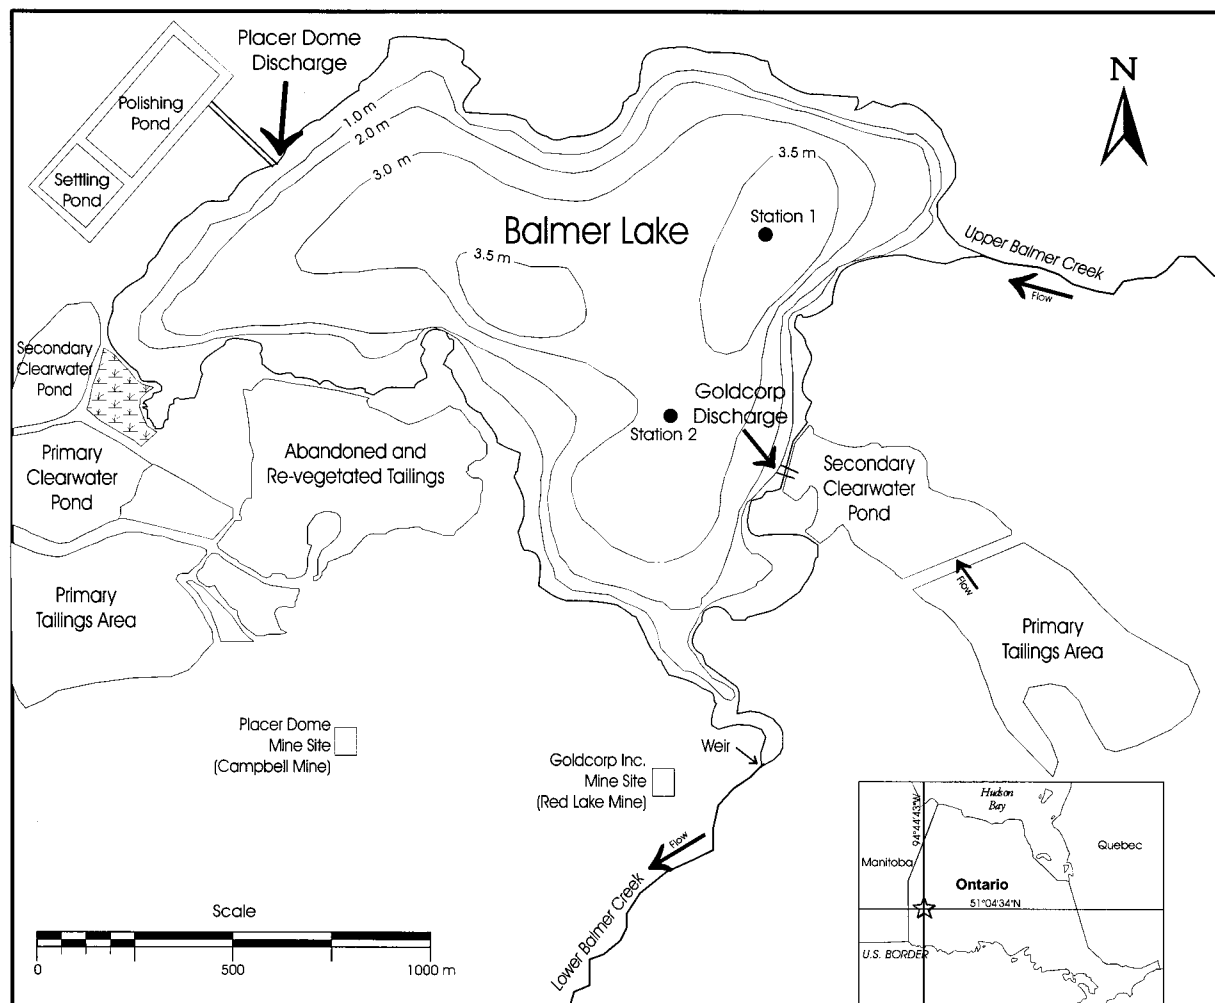 Placer Dome
Discharge
N
Polishing
Pond
Settling
Pond
1.0 m
2.0 m
3.0 m
3.5 m
Station 1
Balmer Lake
3.5 m
Upper Balmer Creek
Flow
Secondary
Clearwater
Pond
Goldcorp
Discharge
Station 2
Primary
Clearwater
Pond
Abandoned and
Re-vegetated Tailings
Secondary
Clearwater
Pond
Flow
Primary
Tailings Area
Primary
Tailings Area
Placer Dome
Mine Site
(Campbell Mine)
Weir
Goldcorp Inc.
Mine Site
(Red Lake Mine)
Flow
Lower Balmer Creek
Scale
0
500
1000 m
Hudson
Bay
94°44'43"W
Manitoba
Quebec
Ontario
51°04'34"N
U.S. BORDER